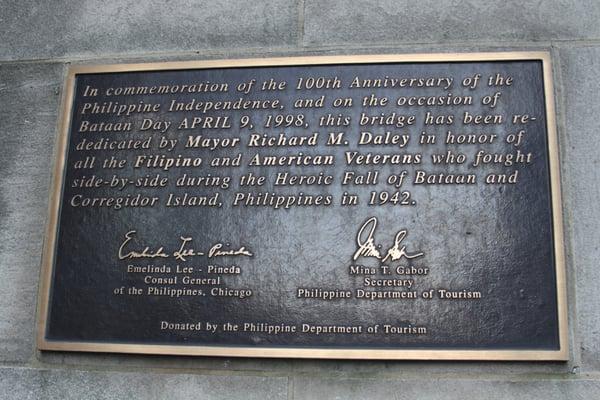 In commemoration of the 100th Anniversary of the
Philippine Independence, and on the occasion of
Bataan Day APRIL 9, 1998, this bridge has been re-
dedicated by Mayor Richard M. Daley in honor of
all the Filipino and American Veterans who fought
side-by-side during the Heroic Fall of Bataan and
Corregidor Island, Philippines in 1942.
Emelinda Lee - Pineda
Emelinda Lee - Pineda
Consul General
of the Philippines, Chicago
Mina T. Gabor
Secretary
Philippine Department of Tourism
Donated by the Philippine Department of Tourism